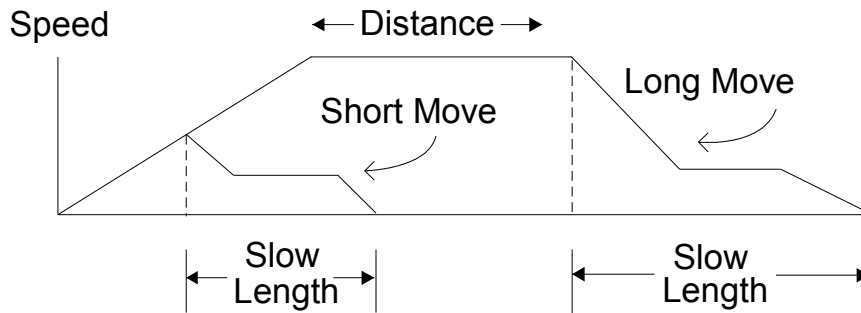 Speed
Distance
Long Move
Short Move
Slow
Length
Slow
Length